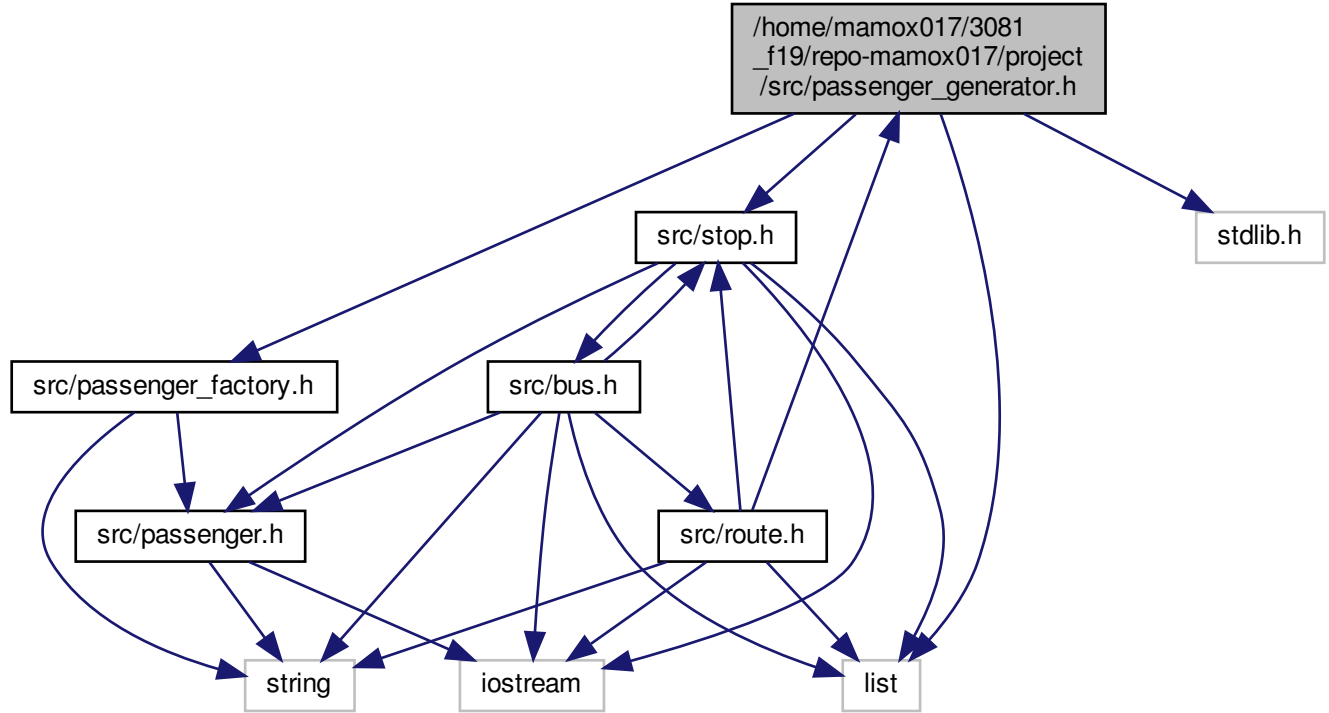 /home/mamox017/3081
_f19/repo-mamox017/project
/src/passenger_generator.h
src/stop.h
stdlib.h
src/passenger_factory.h
src/bus.h
src/passenger.h
src/route.h
string
iostream
list